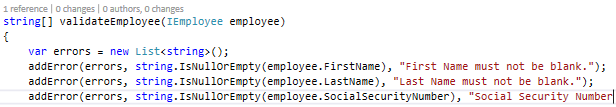 1 reference | 0 changes | 0 authors, 0 changes
string[] validateEmployee(IEmployee employee)
{
var errors = new List<string>();
addError(errors, string.IsNullOrEmpty(employee.FirstName), "First Name must not be blank.");
addError(errors, string.IsNullOrEmpty(employee.LastName), "Last Name must not be blank.");
addError(errors, string.IsNullOrEmpty(employee.SocialSecurityNumber), "Social Security Number